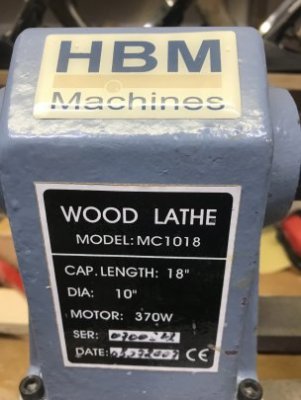 HBM
Machines
WOOD LATHE
MODEL: MC1018
CAP. LENGTH: 18"
DIA: 10"
MOTOR: 370W
SER:
DATE: CE